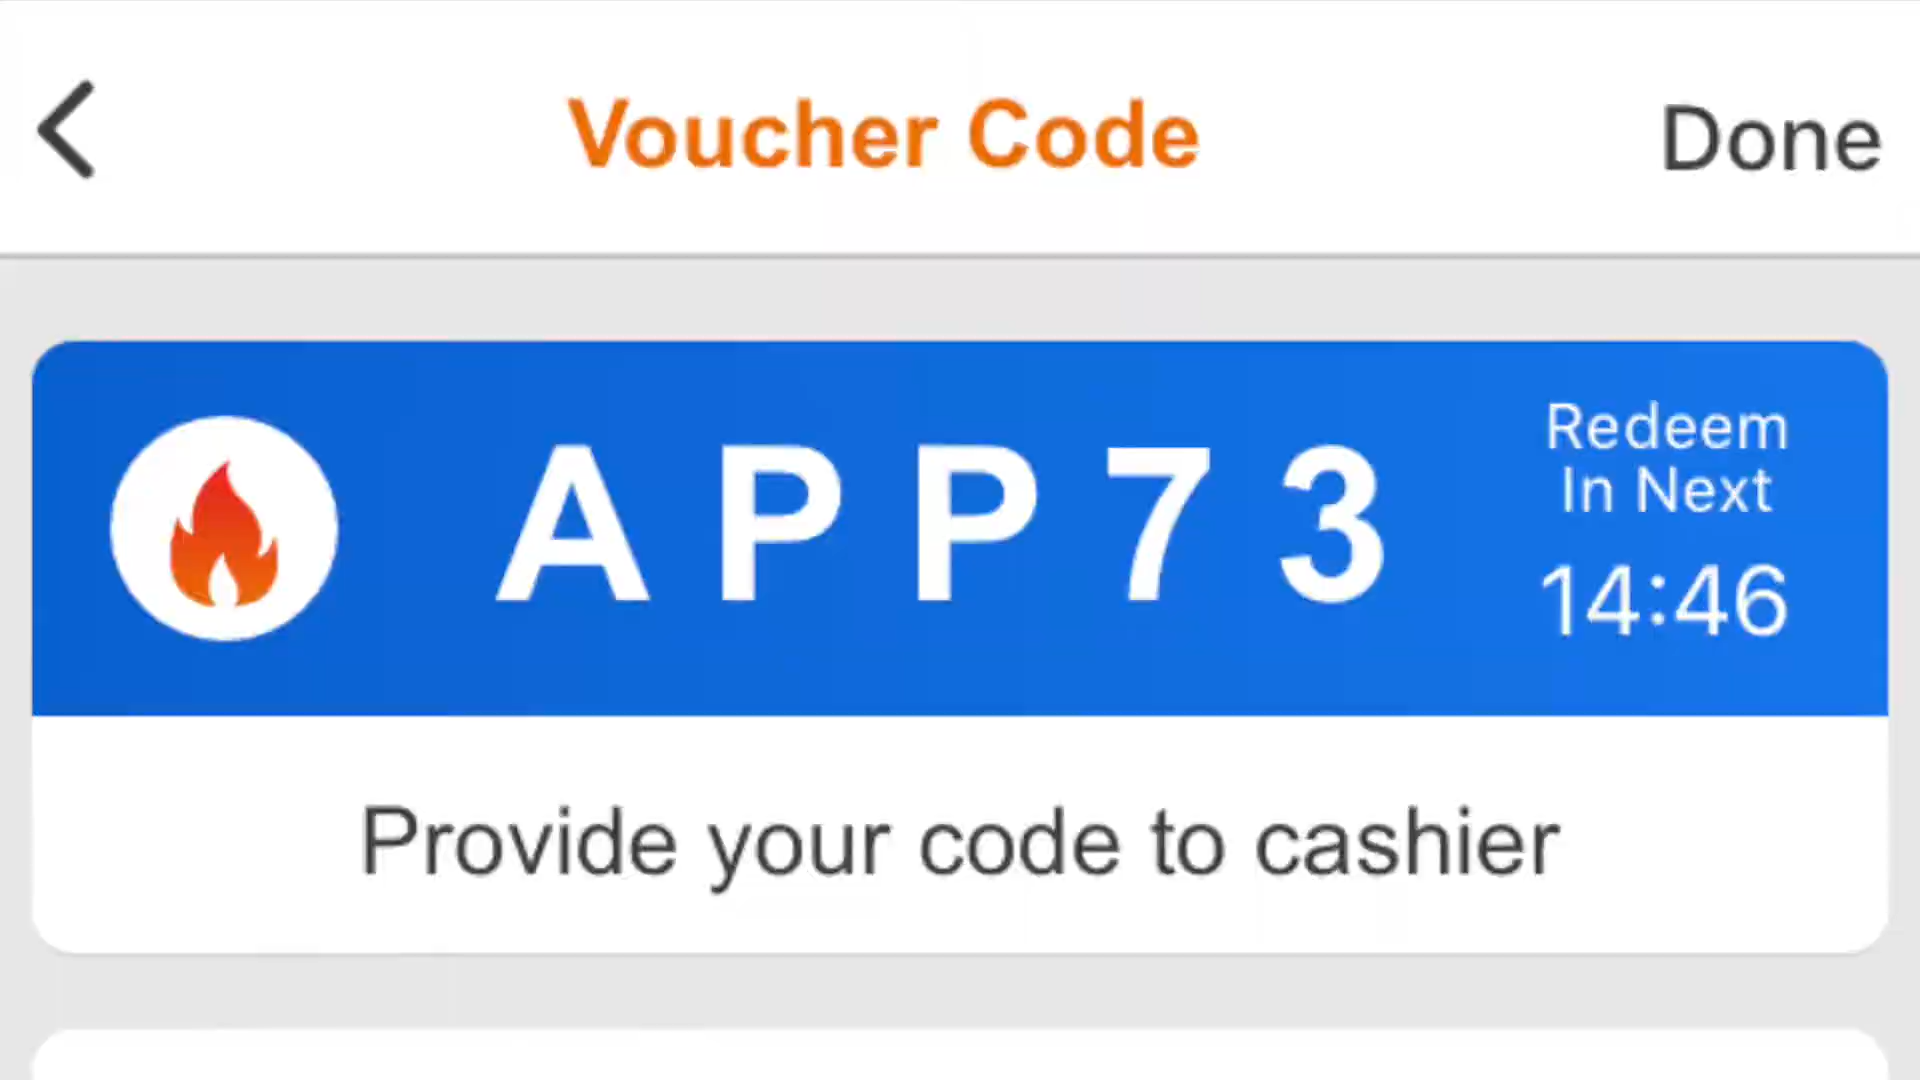 Voucher Code
Done
APP73
Redeem
In Next
14:46
Provide your code to cashier